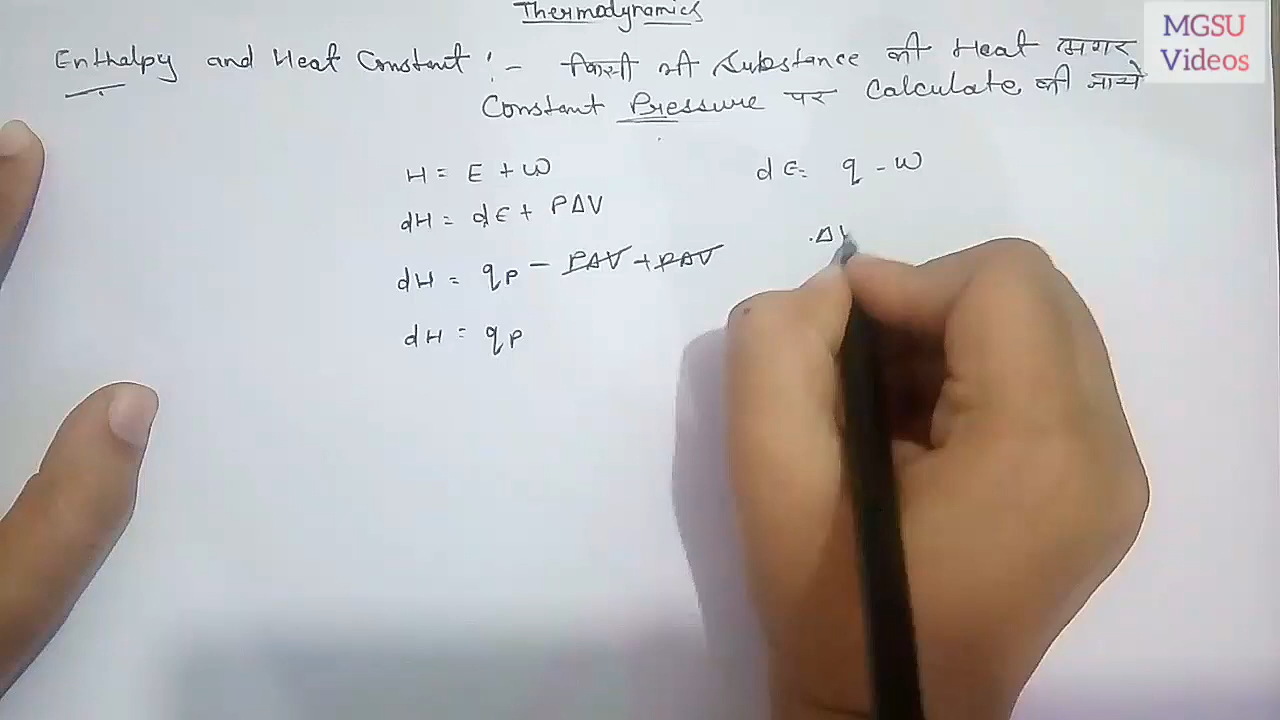 Thermodynamics
MGSU
Videos
Enthalpy and Heat Constant :- किसी भी Substance की Heat अगर
Constant Pressure पर Calculate की जाये
H = E + W
dE = q - W
dH = dE + PΔV
dH = qP - PΔV + PΔV
dH = qP